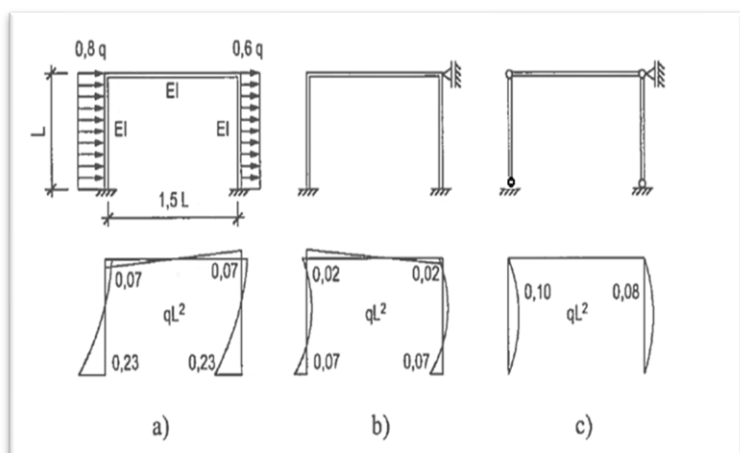 0,8 q 0,6 q
EI
L EI EI
1,5 L
0,07 0,07 0,02 0,02
0,10 0,08
qL² qL² qL²
0,23 0,23 0,07 0,07
a) b) c)